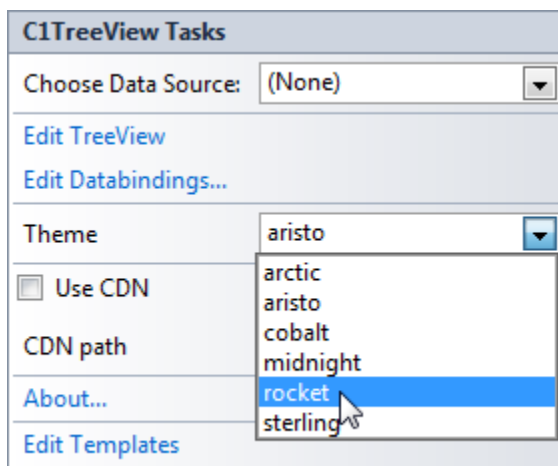 C1TreeView Tasks
Choose Data Source: (None)
Edit TreeView
Edit Databindings...
Theme aristo
arctic
Use CDN
aristo
cobalt
CDN path
midnight
About...
rocket
sterling
Edit Templates